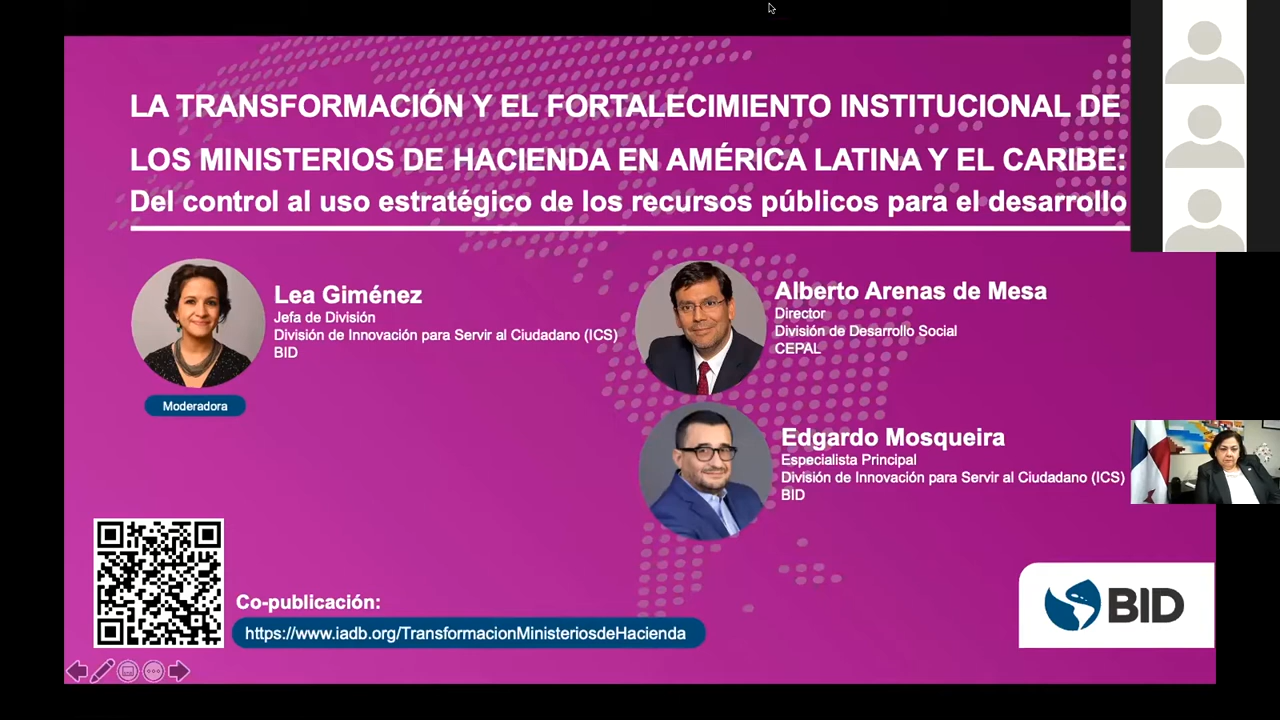 LA TRANSFORMACIÓN Y EL FORTALECIMIENTO INSTITUCIONAL DE
LOS MINISTERIOS DE HACIENDA EN AMÉRICA LATINA Y EL CARIBE:
Del control al uso estratégico de los recursos públicos para el desarrollo
Lea Giménez
Jefa de División
División de Innovación para Servir al Ciudadano (ICS)
BID
Moderadora
Alberto Arenas de Mesa
Director
División de Desarrollo Social
CEPAL
Edgardo Mosqueira
Especialista Principal
División de Innovación para Servir al Ciudadano (ICS)
BID
Co-publicación:
https://www.iadb.org/TransformacionMinisteriosdeHacienda
BID